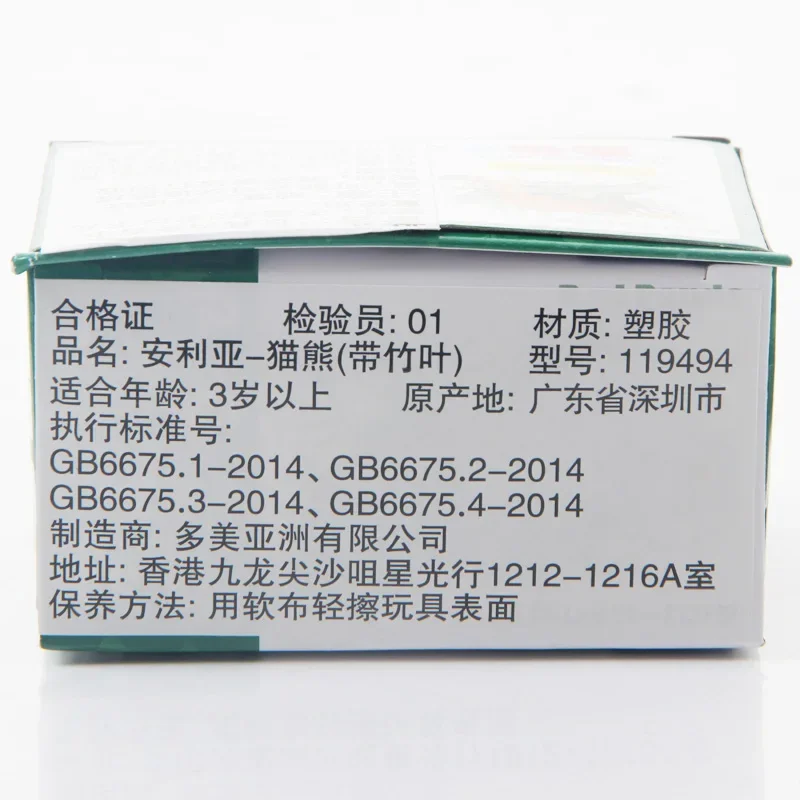 合格证 检验员: 01 材质: 塑胶
品名: 安利亚-猫熊(带竹叶) 型号: 119494
适合年龄: 3岁以上 原产地: 广东省深圳市
执行标准号:
GB6675.1-2014、GB6675.2-2014
GB6675.3-2014、GB6675.4-2014
制造商: 多美亚洲有限公司
地址: 香港九龙尖沙咀星光行1212-1216A室
保养方法: 用软布轻擦玩具表面